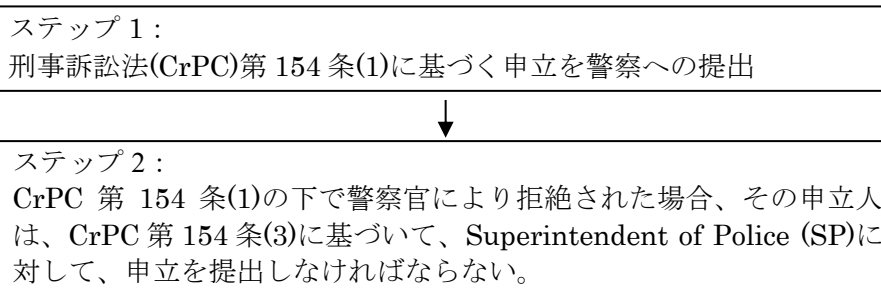 ステップ 1：
刑事訴訟法(CrPC)第 154 条(1)に基づく申立を警察への提出
ステップ 2：
CrPC 第 154 条(1)の下で警察官により拒絶された場合、その申立人
は、CrPC 第 154 条(3)に基づいて、Superintendent of Police (SP)に
対して、申立を提出しなければならない。